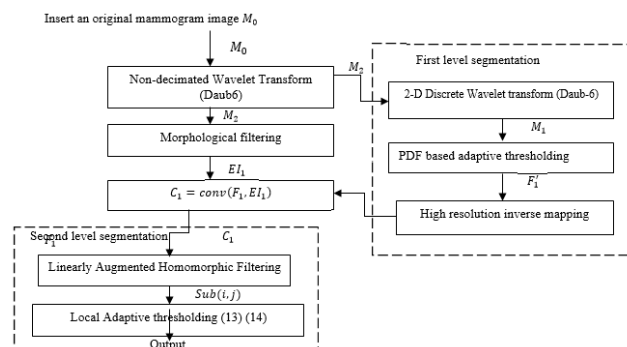 Insert an original mammogram image M₀
M₀
Non-decimated Wavelet Transform
(Daub6)
M₂
Morphological filtering
EI₁
C₁ = conv(F₁, EI₁)
M₂
First level segmentation
2-D Discrete Wavelet transform (Daub-6)
M₁
PDF based adaptive thresholding
F₁′
High resolution inverse mapping
Second level segmentation
F₁
C₁
Linearly Augmented Homomorphic Filtering
Sub(i, j)
Local Adaptive thresholding (13) (14)
Output